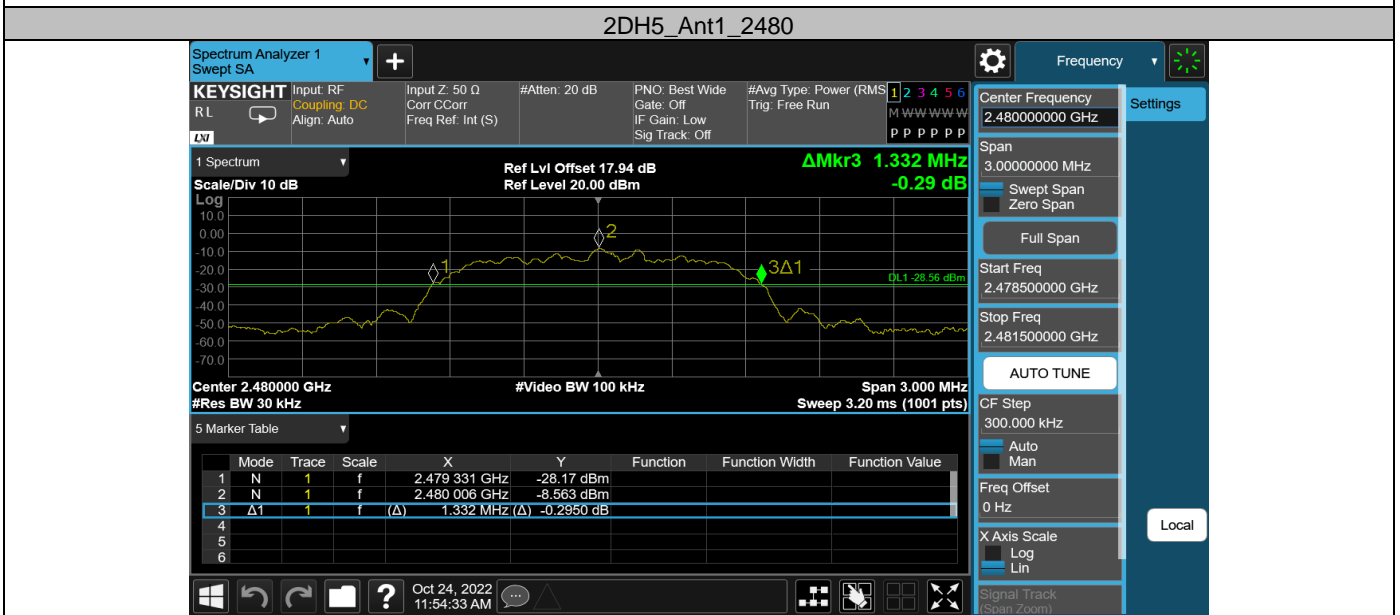 2DH5_Ant1_2480
Spectrum Analyzer 1
Swept SA
+
Frequency
KEYSIGHT
RL
LXI
Input: RF
Coupling: DC
Align: Auto
Input Z: 50 Ω
Corr CCorr
Freq Ref: Int (S)
#Atten: 20 dB
PNO: Best Wide
Gate: Off
IF Gain: Low
Sig Track: Off
#Avg Type: Power (RMS
Trig: Free Run
1 2 3 4 5 6
M W W W W W
P P P P P P
1 Spectrum
Scale/Div 10 dB
Ref Lvl Offset 17.94 dB
Ref Level 20.00 dBm
ΔMkr3 1.332 MHz
-0.29 dB
Log
10.0
0.00
-10.0
-20.0
-30.0
-40.0
-50.0
-60.0
-70.0
1
2
3Δ1
DL1 -28.56 dBm
Center 2.480000 GHz
#Res BW 30 kHz
#Video BW 100 kHz
Span 3.000 MHz
Sweep 3.20 ms (1001 pts)
5 Marker Table
Mode Trace Scale X Y Function Function Width Function Value
1 N 1 f 2.479 331 GHz -28.17 dBm
2 N 1 f 2.480 006 GHz -8.563 dBm
3 Δ1 1 f (Δ) 1.332 MHz (Δ) -0.2950 dB
4
5
6
?
Oct 24, 2022
11:54:33 AM
Center Frequency
2.480000000 GHz
Settings
Span
3.00000000 MHz
Swept Span
Zero Span
Full Span
Start Freq
2.478500000 GHz
Stop Freq
2.481500000 GHz
AUTO TUNE
CF Step
300.000 kHz
Auto
Man
Freq Offset
0 Hz
Local
X Axis Scale
Log
Lin
Signal Track
(Span Zoom)